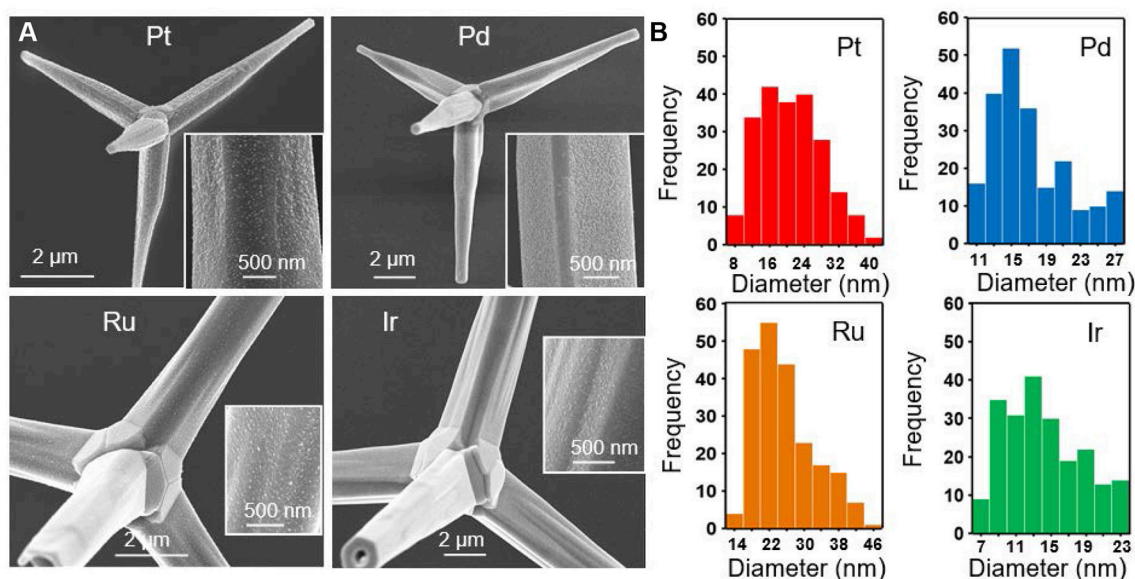 A
Pt
2 µm
500 nm
Pd
2 µm
500 nm
Ru
2 µm
500 nm
Ir
2 µm
500 nm
B
Pt
Frequency
60
50
40
30
20
10
0
8 16 24 32 40
Diameter (nm)
Pd
Frequency
60
50
40
30
20
10
0
11 15 19 23 27
Diameter (nm)
Ru
Frequency
60
50
40
30
20
10
0
14 22 30 38 46
Diameter (nm)
Ir
Frequency
60
50
40
30
20
10
0
7 11 15 19 23
Diameter (nm)